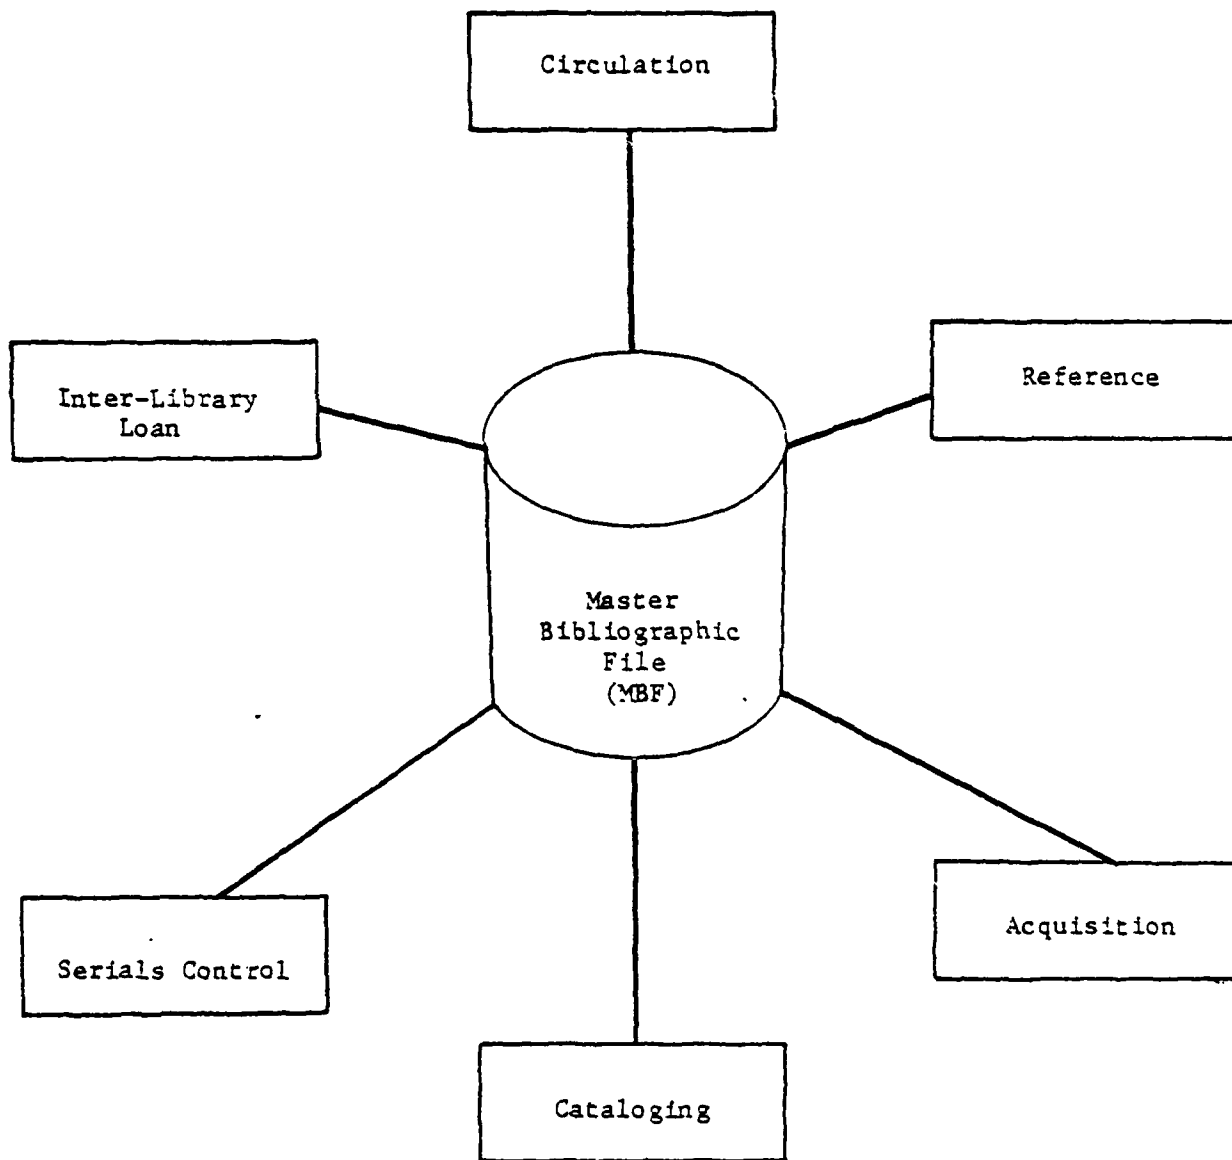 Circulation
Reference
Inter-Library
Loan
Master
Bibliographic
File
(MBF)
Acquisition
Serials Control
Cataloging